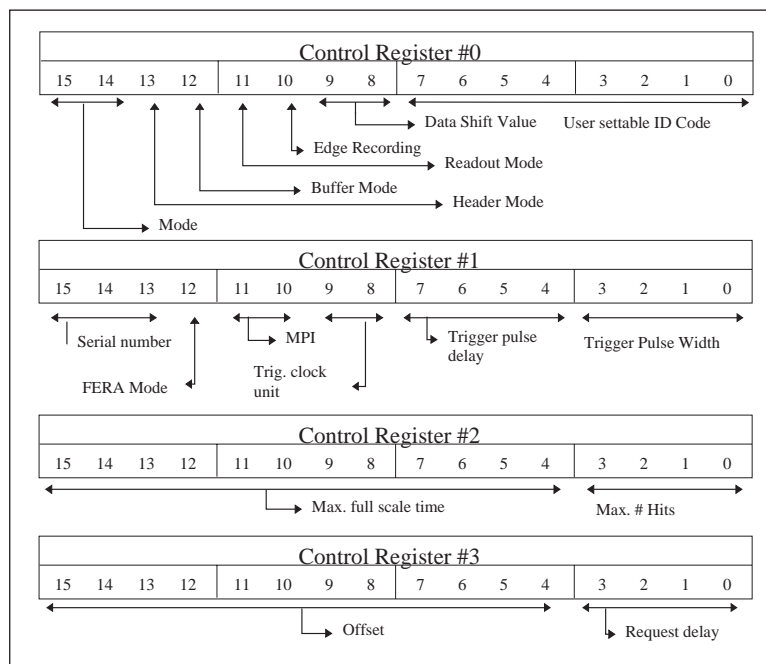 Control Register #0
15 14 13 12 11 10 9 8 7 6 5 4 3 2 1 0
Data Shift Value User settable ID Code
Edge Recording
Readout Mode
Buffer Mode
Header Mode
Mode
Control Register #1
15 14 13 12 11 10 9 8 7 6 5 4 3 2 1 0
Serial number MPI Trigger pulse delay Trigger Pulse Width
FERA Mode Trig. clock unit
Control Register #2
15 14 13 12 11 10 9 8 7 6 5 4 3 2 1 0
Max. full scale time Max. # Hits
Control Register #3
15 14 13 12 11 10 9 8 7 6 5 4 3 2 1 0
Offset Request delay